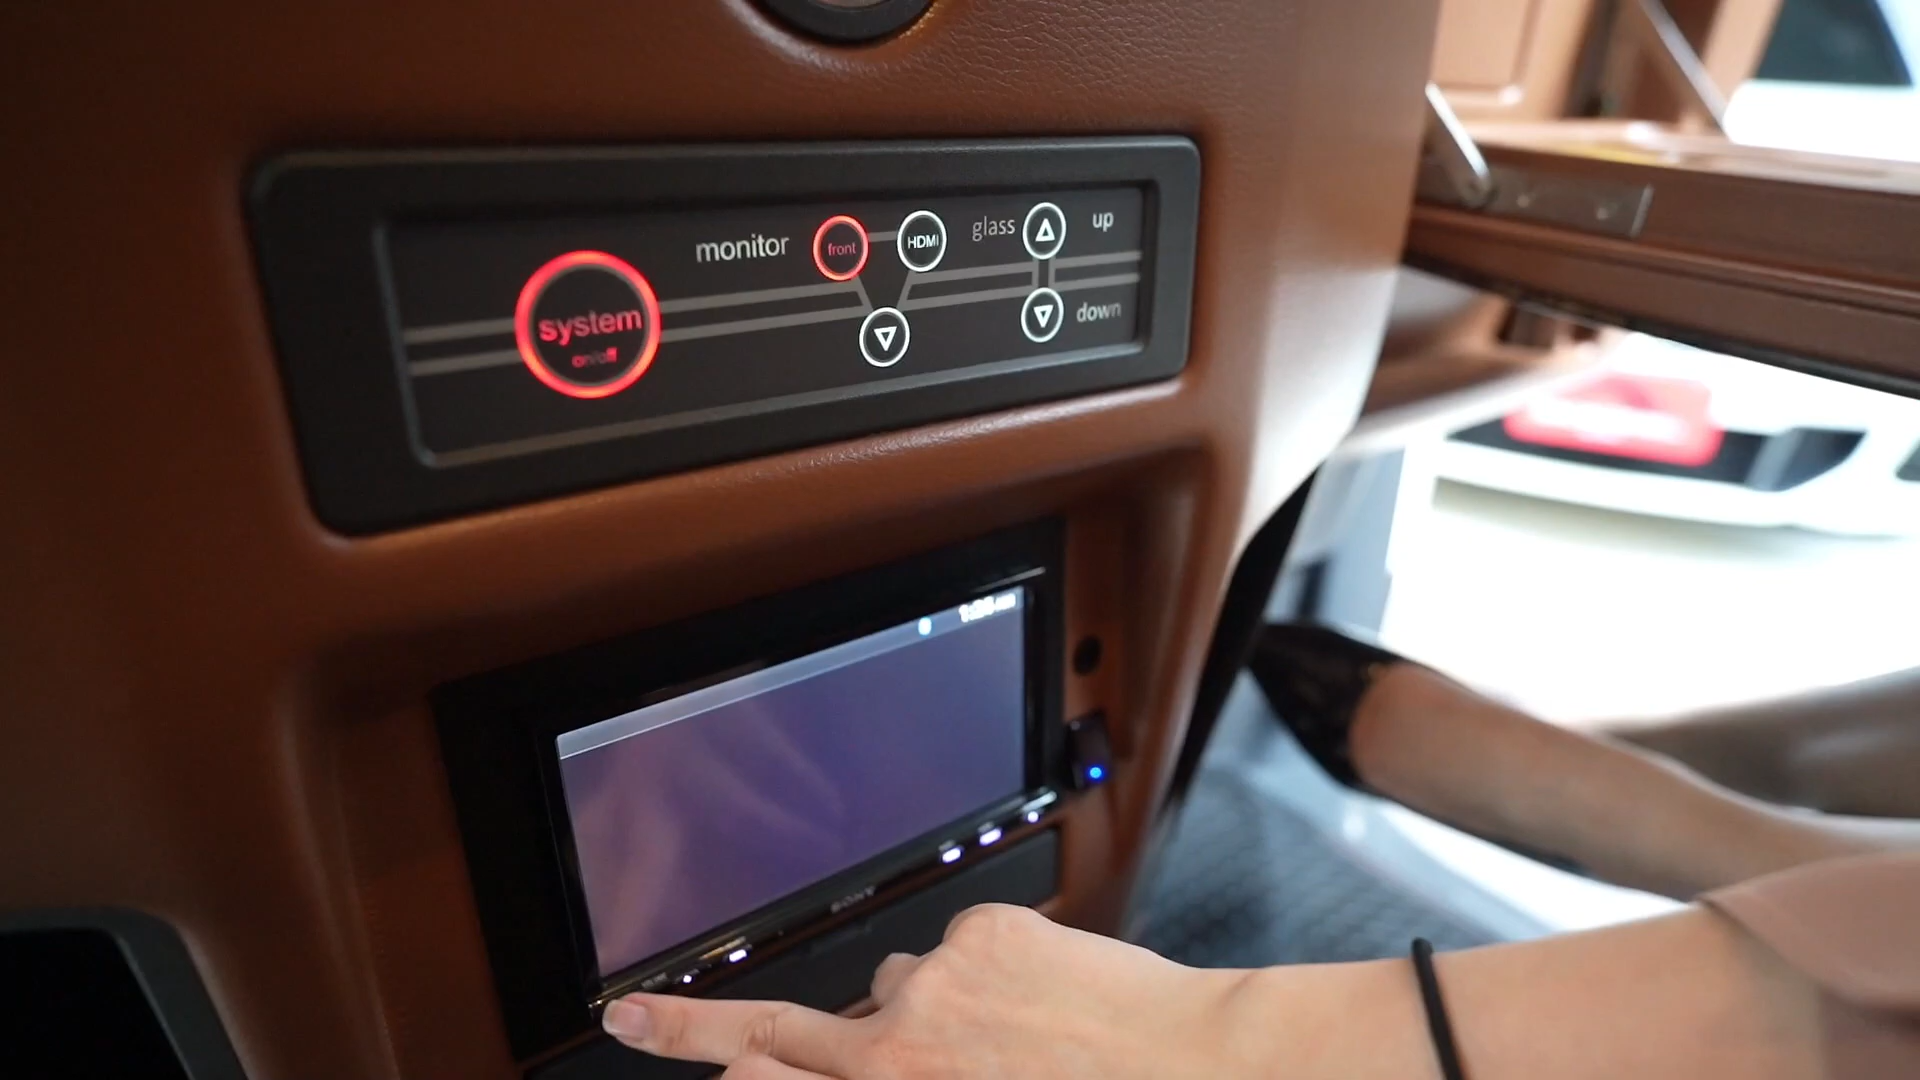 monitor
front
HDMI
glass
up
system
on/off
down
SONY